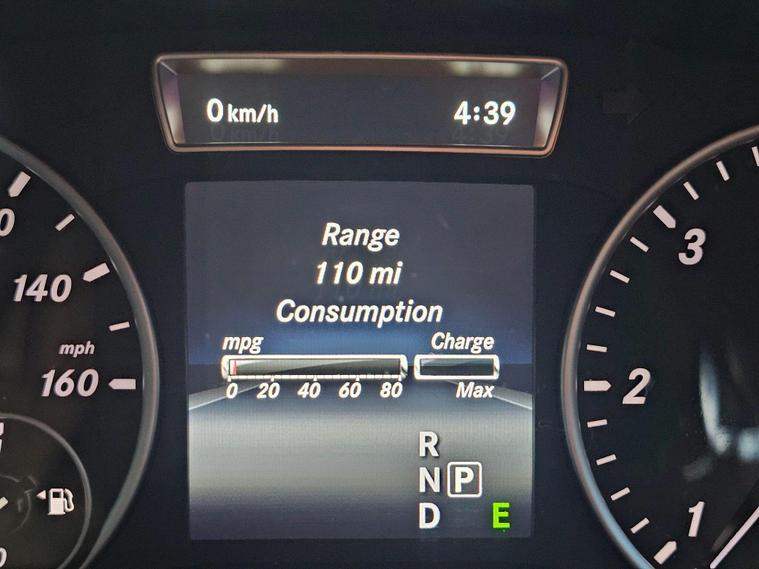 0 km/h 4:39
Range
110 mi
Consumption
mpg Charge
0 20 40 60 80 Max
R
N P
D E
140
mph
160
3
2
1